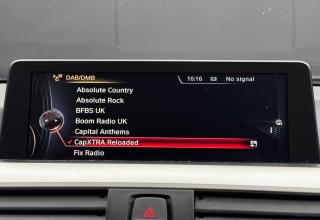 DAB/DMB 16:16 No signal
Absolute Country
Absolute Rock
BFBS UK
Boom Radio UK
Capital Anthems
CapXTRA Reloaded
Fix Radio